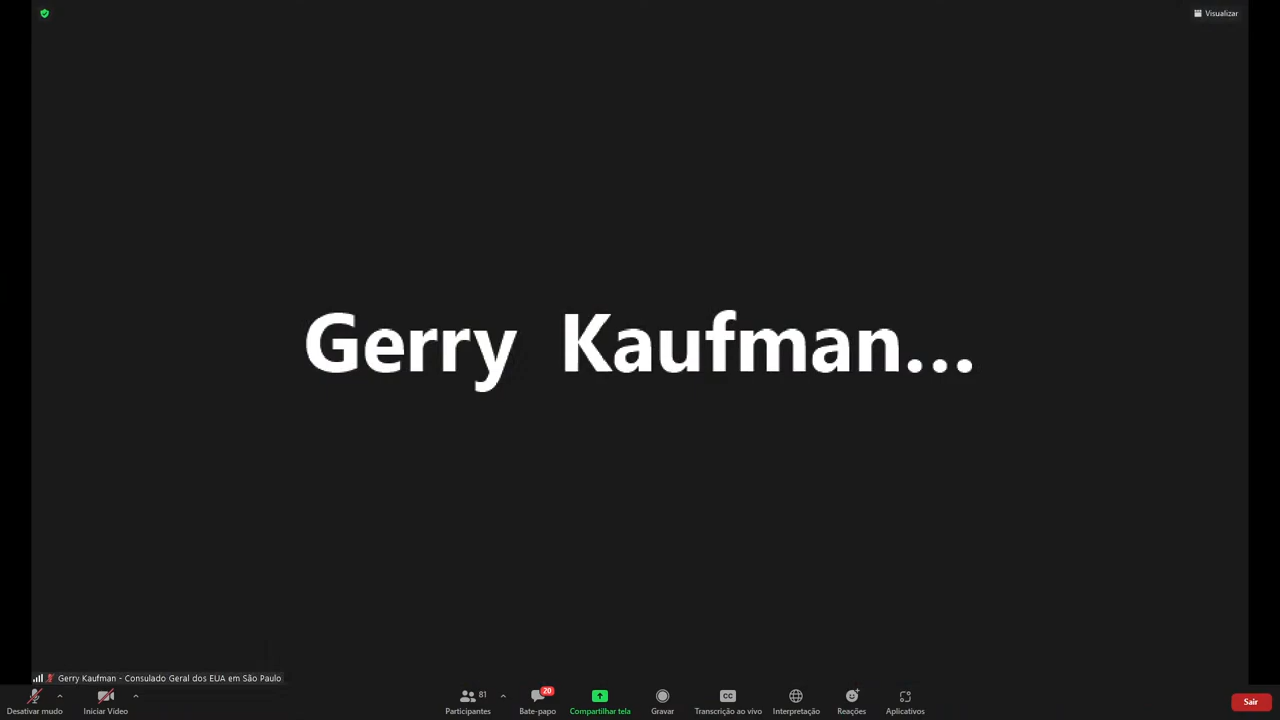 Visualizar
Gerry Kaufman...
Gerry Kaufman - Consulado Geral dos EUA em São Paulo
Desativar mudo
Iniciar Vídeo
81
Participantes
20
Bate-papo
Compartilhar tela
Gravar
CC
Transcrição ao vivo
Interpretação
Reações
Aplicativos
Sair